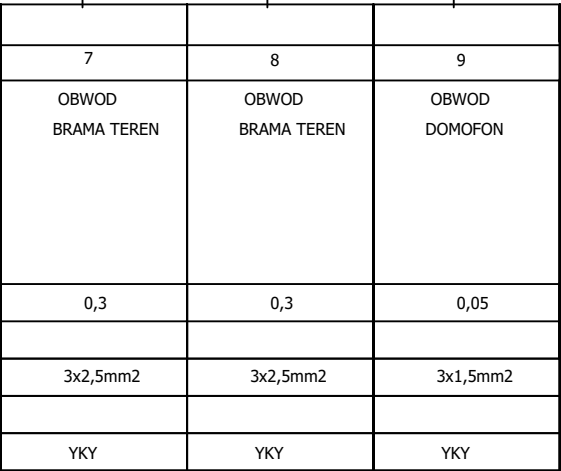 7 8 9
OBWOD OBWOD OBWOD
BRAMA TEREN BRAMA TEREN DOMOFON
0,3 0,3 0,05
3x2,5mm2 3x2,5mm2 3x1,5mm2
YKY YKY YKY